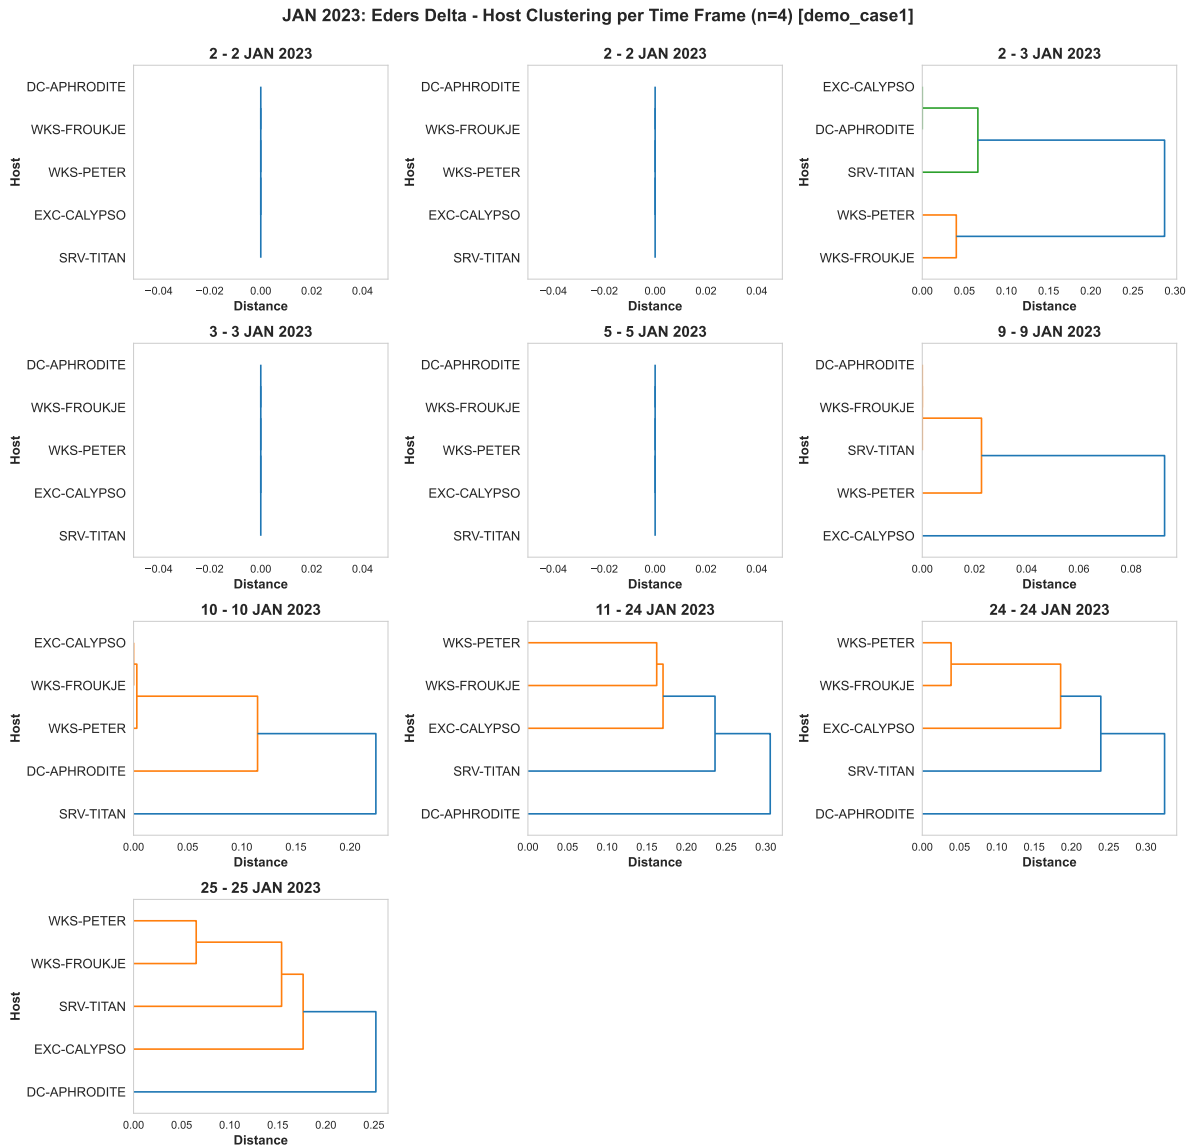 JAN 2023: Eders Delta - Host Clustering per Time Frame (n=4) [demo_case1]
2 - 2 JAN 2023
Host
DC-APHRODITE
WKS-FROUKJE
WKS-PETER
EXC-CALYPSO
SRV-TITAN
−0.04 −0.02 0.00 0.02 0.04
Distance
2 - 2 JAN 2023
Host
DC-APHRODITE
WKS-FROUKJE
WKS-PETER
EXC-CALYPSO
SRV-TITAN
−0.04 −0.02 0.00 0.02 0.04
Distance
2 - 3 JAN 2023
Host
EXC-CALYPSO
DC-APHRODITE
SRV-TITAN
WKS-PETER
WKS-FROUKJE
0.00 0.05 0.10 0.15 0.20 0.25 0.30
Distance
3 - 3 JAN 2023
Host
DC-APHRODITE
WKS-FROUKJE
WKS-PETER
EXC-CALYPSO
SRV-TITAN
−0.04 −0.02 0.00 0.02 0.04
Distance
5 - 5 JAN 2023
Host
DC-APHRODITE
WKS-FROUKJE
WKS-PETER
EXC-CALYPSO
SRV-TITAN
−0.04 −0.02 0.00 0.02 0.04
Distance
9 - 9 JAN 2023
Host
DC-APHRODITE
WKS-FROUKJE
SRV-TITAN
WKS-PETER
EXC-CALYPSO
0.00 0.02 0.04 0.06 0.08
Distance
10 - 10 JAN 2023
Host
EXC-CALYPSO
WKS-FROUKJE
WKS-PETER
DC-APHRODITE
SRV-TITAN
0.00 0.05 0.10 0.15 0.20
Distance
11 - 24 JAN 2023
Host
WKS-PETER
WKS-FROUKJE
EXC-CALYPSO
SRV-TITAN
DC-APHRODITE
0.00 0.05 0.10 0.15 0.20 0.25 0.30
Distance
24 - 24 JAN 2023
Host
WKS-PETER
WKS-FROUKJE
EXC-CALYPSO
SRV-TITAN
DC-APHRODITE
0.00 0.05 0.10 0.15 0.20 0.25 0.30
Distance
25 - 25 JAN 2023
Host
WKS-PETER
WKS-FROUKJE
SRV-TITAN
EXC-CALYPSO
DC-APHRODITE
0.00 0.05 0.10 0.15 0.20 0.25
Distance